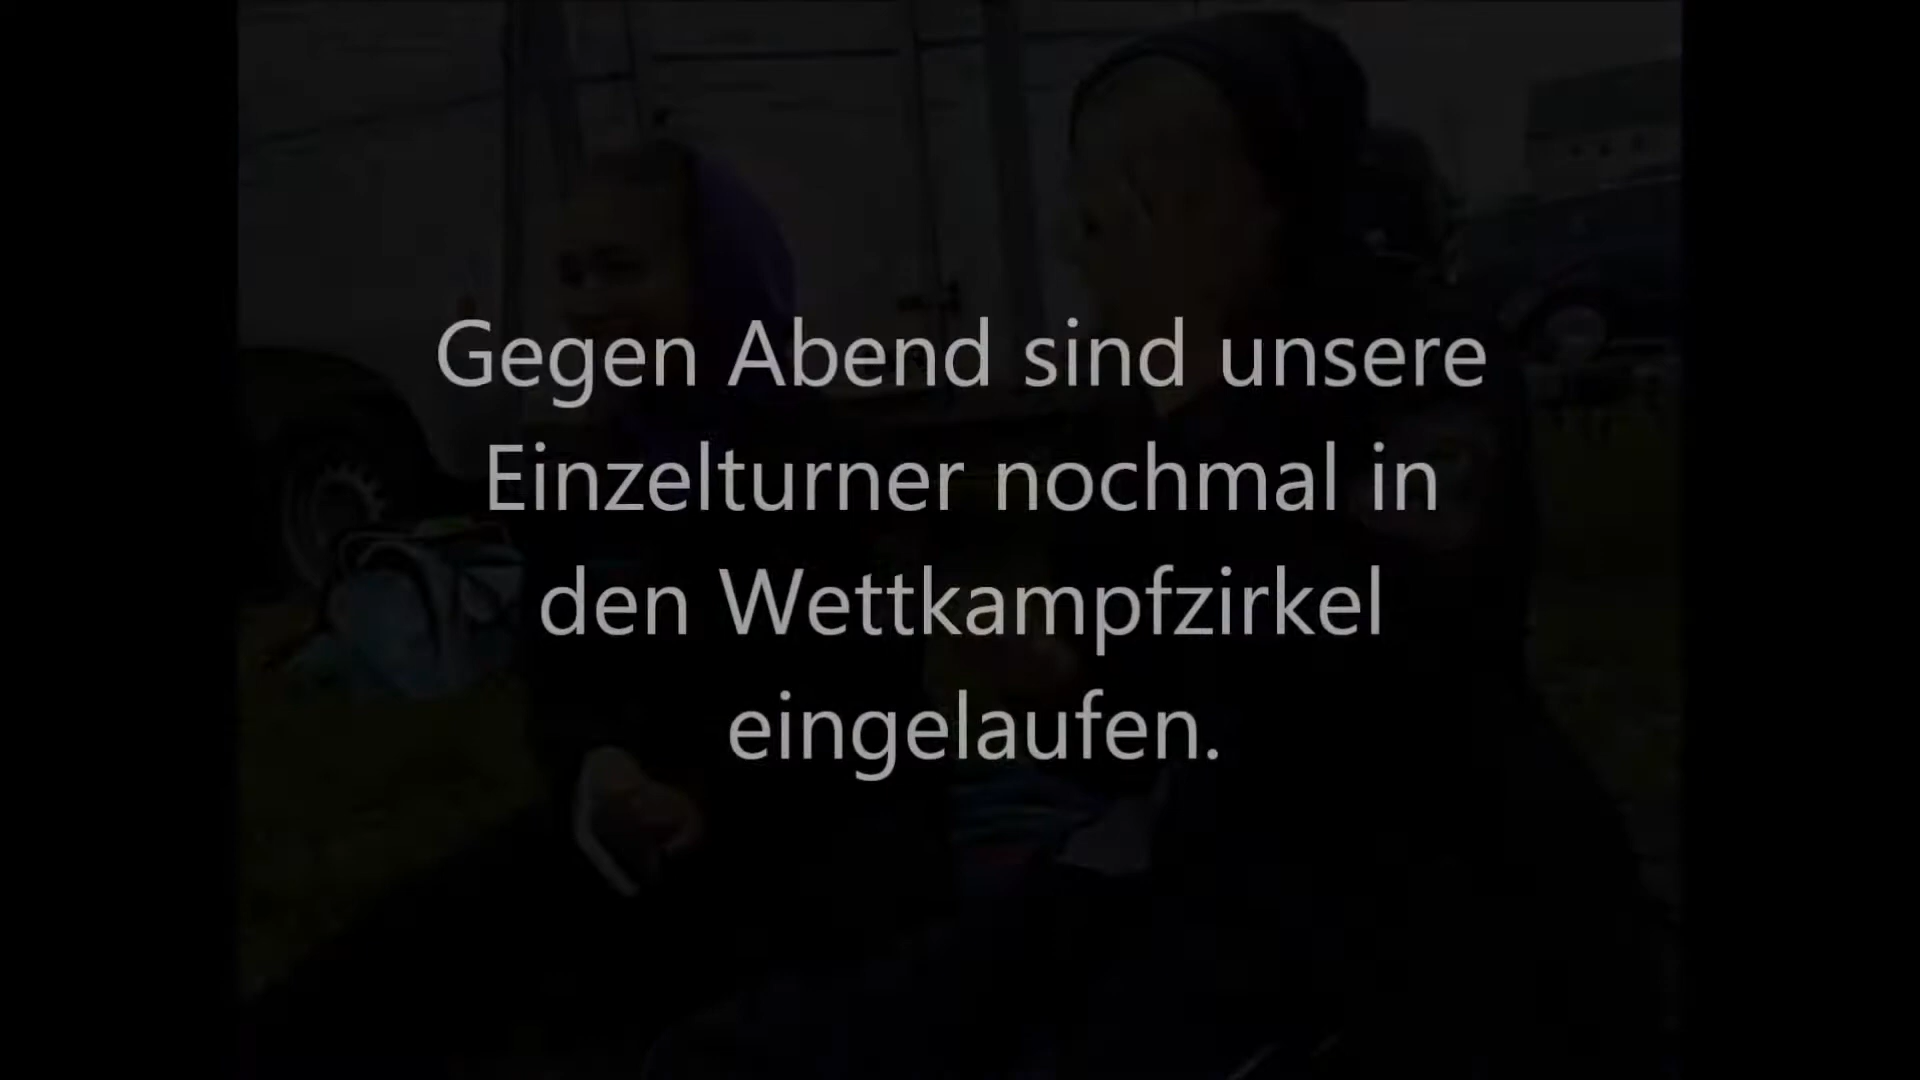 Gegen Abend sind unsere
Einzelturner nochmal in
den Wettkampfzirkel
eingelaufen.